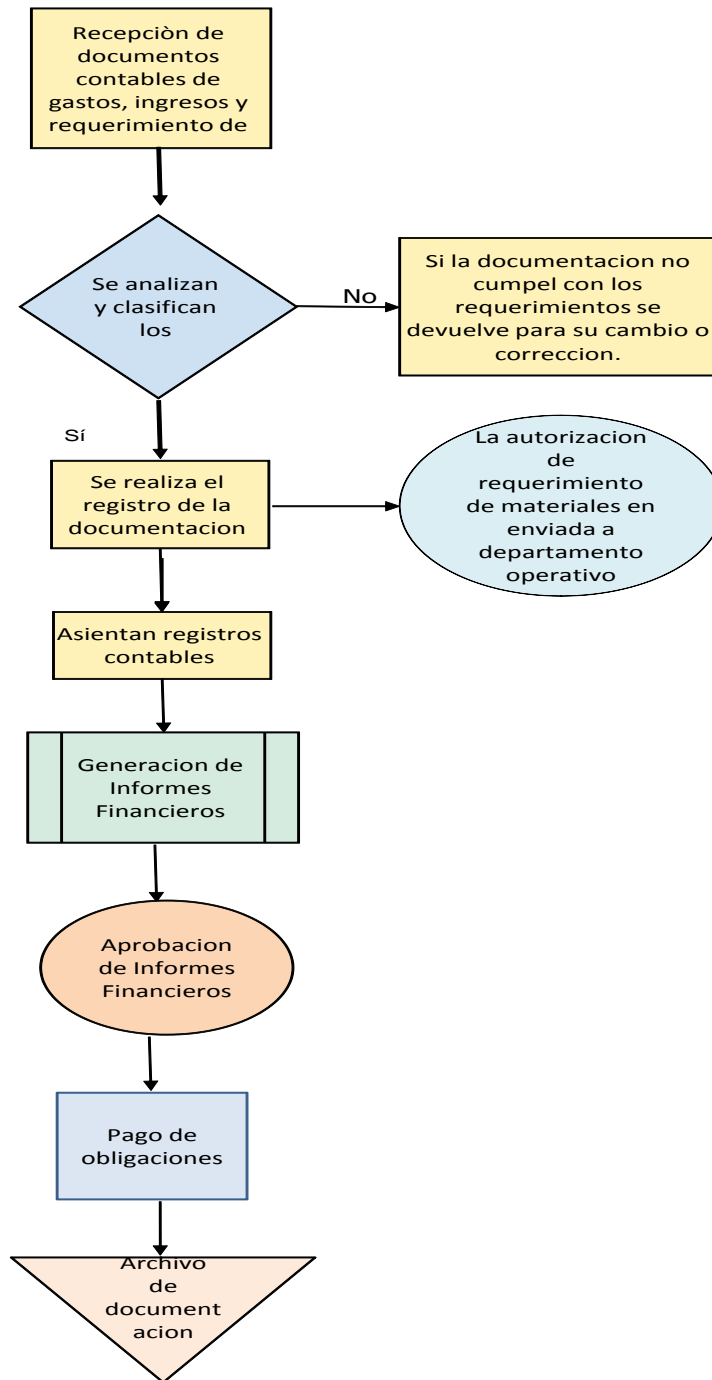 Recepciòn de
documentos
contables de
gastos, ingresos y
requerimiento de
Se analizan
y clasifican
los
No
Si la documentacion no
cumpel con los
requerimientos se
devuelve para su cambio o
correccion.
Sí
Se realiza el
registro de la
documentacion
La autorizacion
de
requerimiento
de materiales en
enviada a
departamento
operativo
Asientan registros
contables
Generacion de
Informes
Financieros
Aprobacion
de Informes
Financieros
Pago de
obligaciones
Archivo
de
document
acion